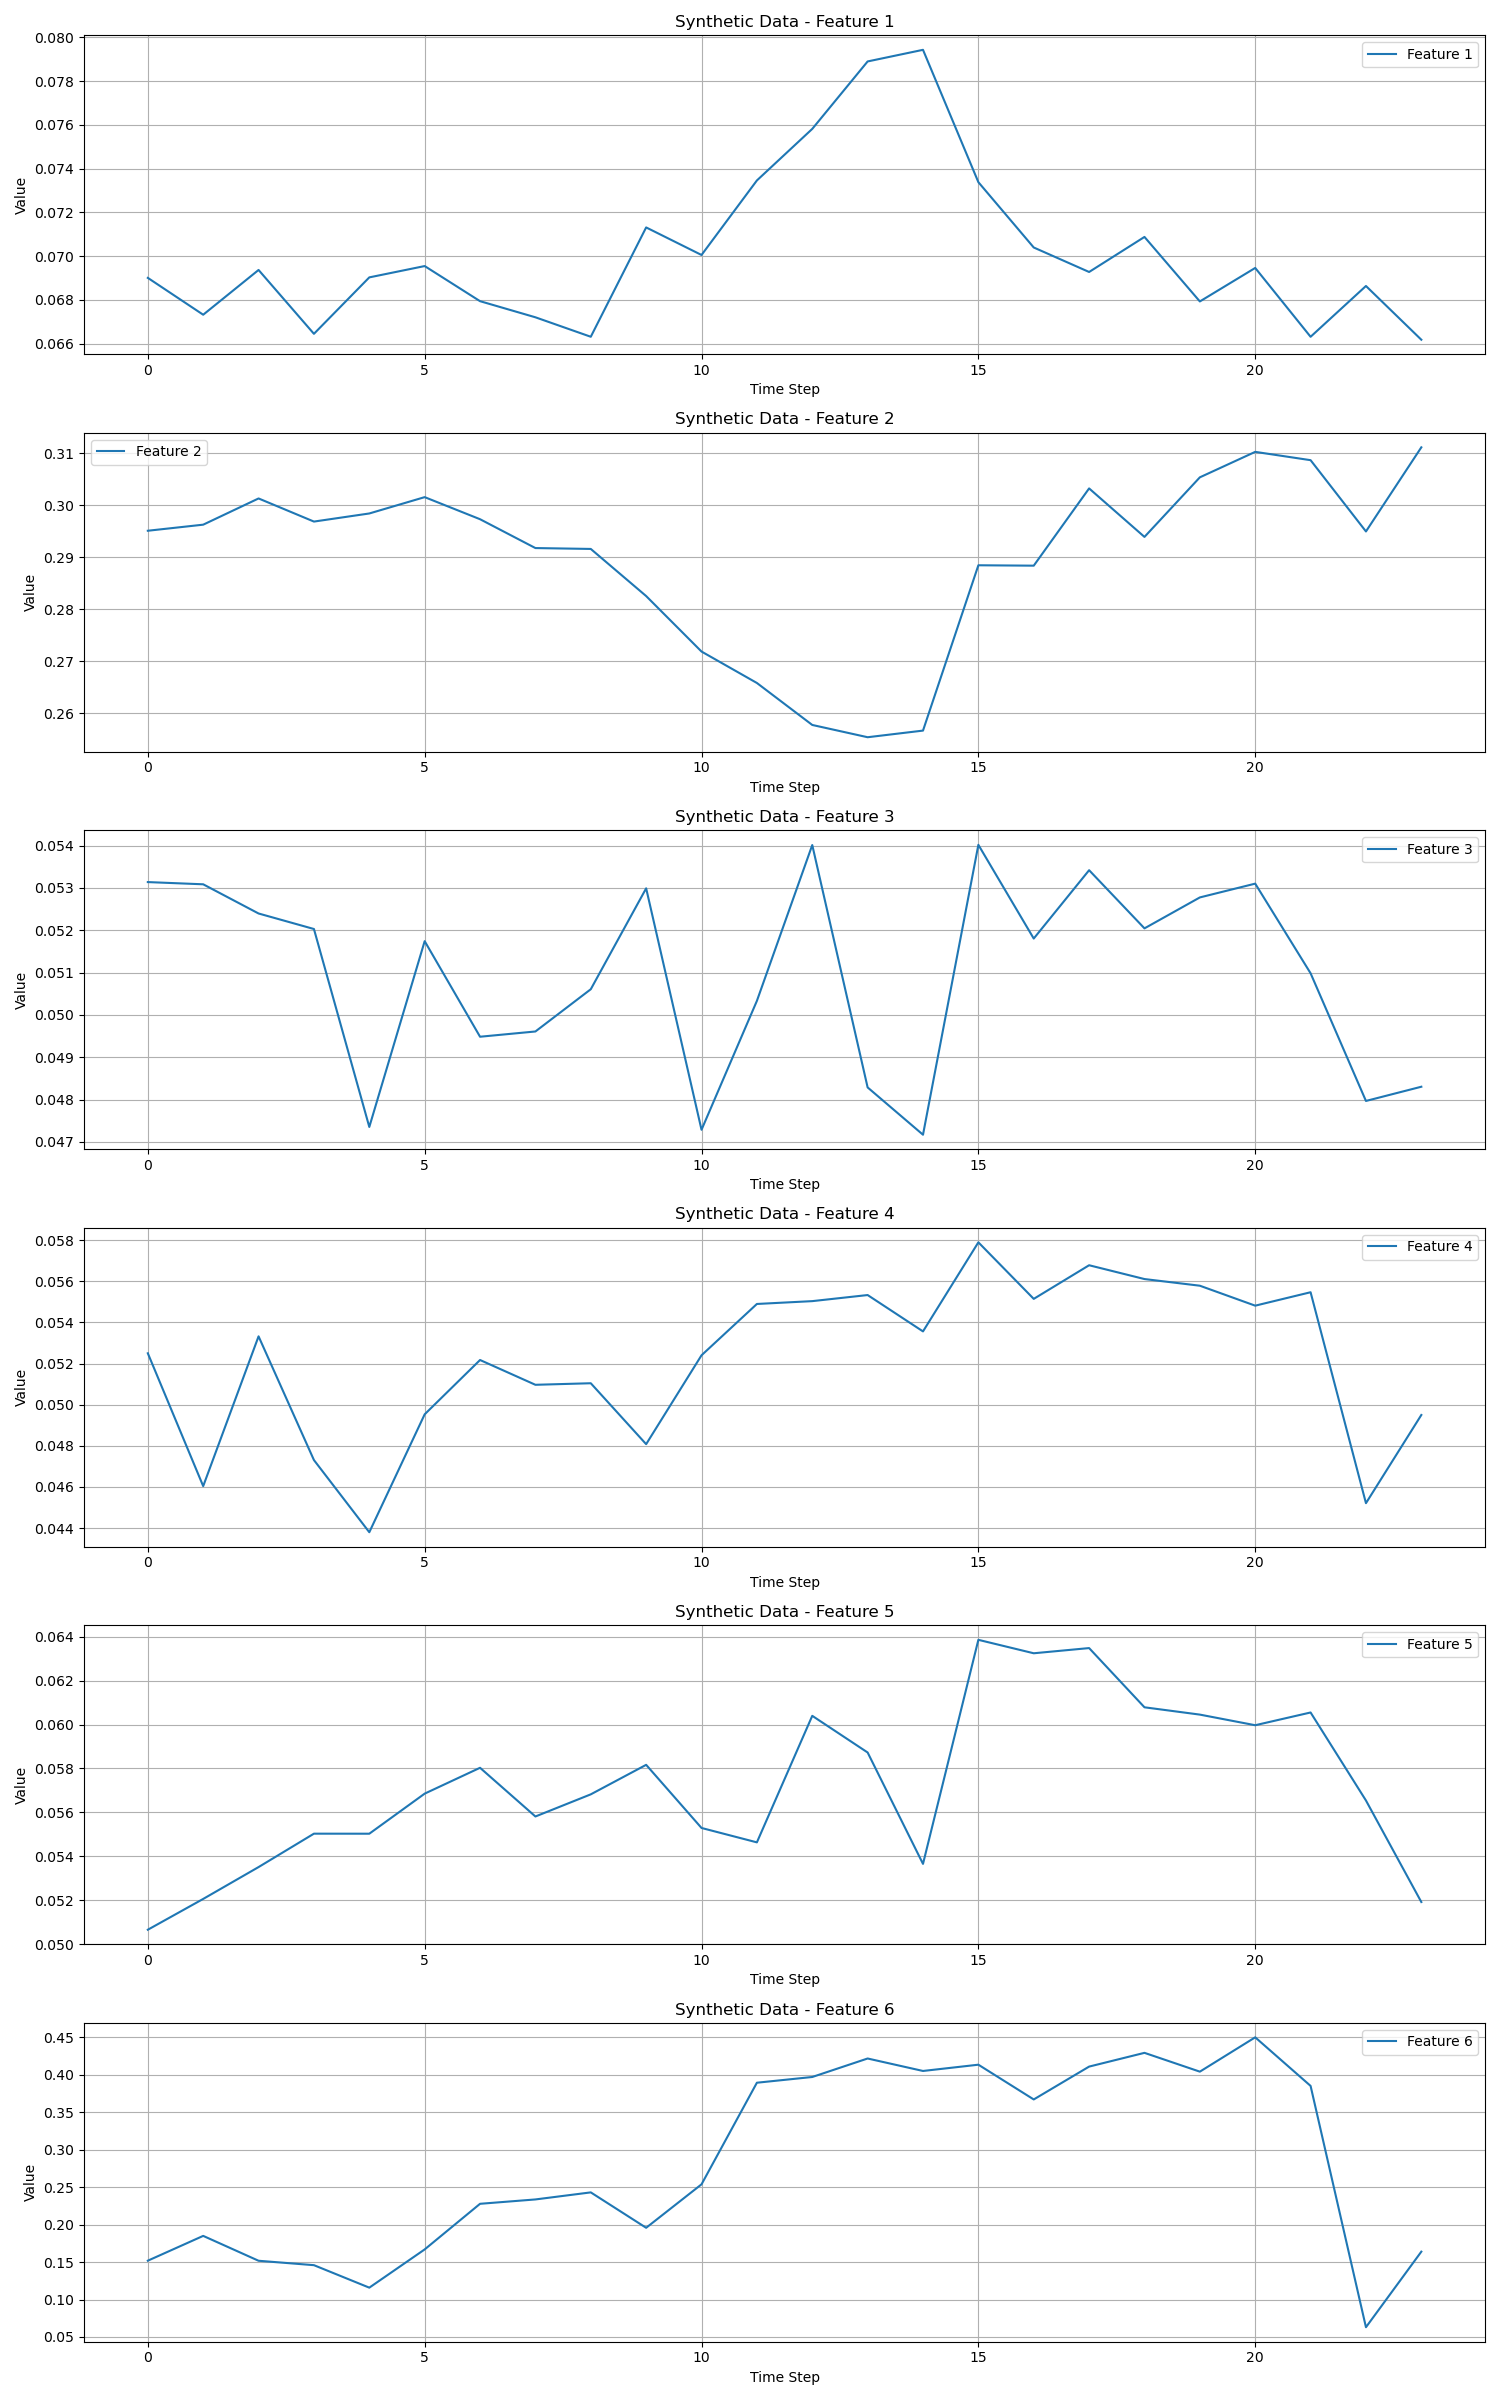 Synthetic Data - Feature 1
0.080
0.078
0.076
0.074
0.072
0.070
0.068
0.066
Value
Feature 1
0 5 10 15 20
Time Step
Synthetic Data - Feature 2
0.31
0.30
0.29
0.28
0.27
0.26
Value
Feature 2
0 5 10 15 20
Time Step
Synthetic Data - Feature 3
0.054
0.053
0.052
0.051
0.050
0.049
0.048
0.047
Value
Feature 3
0 5 10 15 20
Time Step
Synthetic Data - Feature 4
0.058
0.056
0.054
0.052
0.050
0.048
0.046
0.044
Value
Feature 4
0 5 10 15 20
Time Step
Synthetic Data - Feature 5
0.064
0.062
0.060
0.058
0.056
0.054
0.052
0.050
Value
Feature 5
0 5 10 15 20
Time Step
Synthetic Data - Feature 6
0.45
0.40
0.35
0.30
0.25
0.20
0.15
0.10
0.05
Value
Feature 6
0 5 10 15 20
Time Step